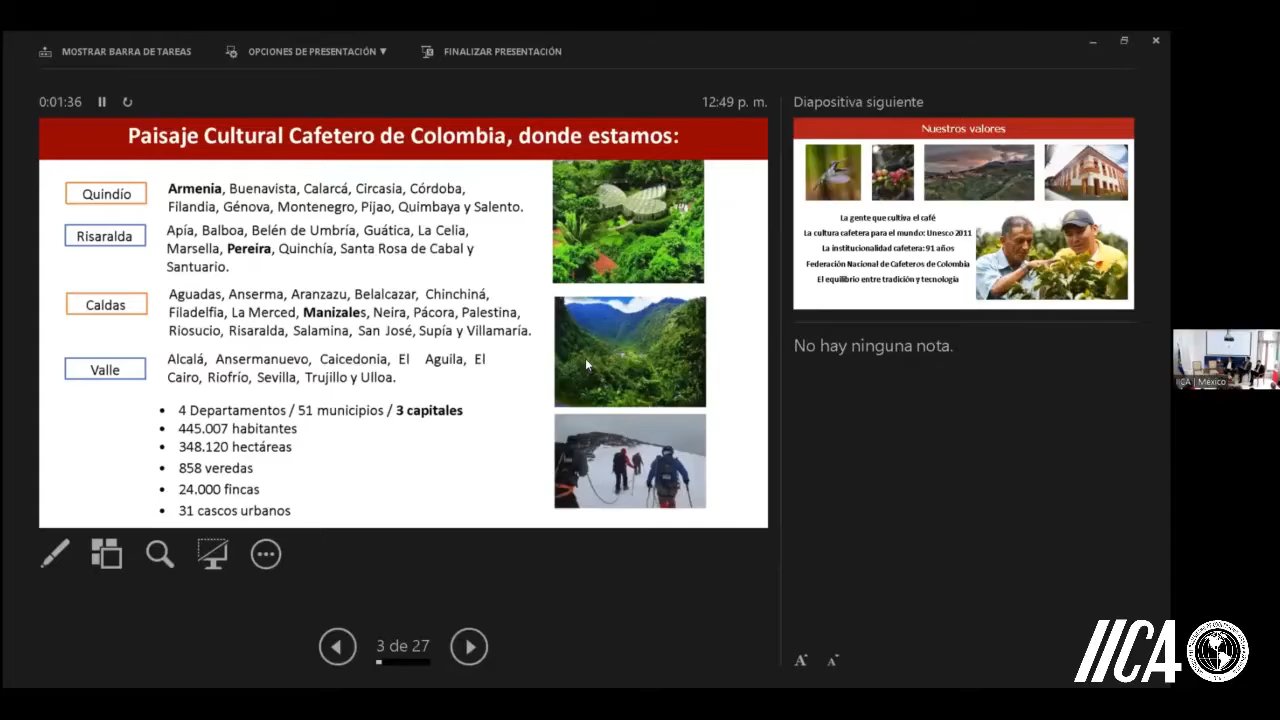 MOSTRAR BARRA DE TAREAS
OPCIONES DE PRESENTACIÓN ▼
FINALIZAR PRESENTACIÓN
0:01:36
12:49 p. m.
Paisaje Cultural Cafetero de Colombia, donde estamos:
Quindío
Armenia, Buenavista, Calarcá, Circasia, Córdoba,
Filandia, Génova, Montenegro, Pijao, Quimbaya y Salento.
Risaralda
Apía, Balboa, Belén de Umbría, Guática, La Celia,
Marsella, Pereira, Quinchía, Santa Rosa de Cabal y
Santuario.
Caldas
Aguadas, Anserma, Aranzazu, Belalcazar, Chinchiná,
Filadelfia, La Merced, Manizales, Neira, Pácora, Palestina,
Riosucio, Risaralda, Salamina, San José, Supía y Villamaría.
Valle
Alcalá, Ansermanuevo, Caicedonia, El Aguila, El
Cairo, Riofrío, Sevilla, Trujillo y Ulloa.
• 4 Departamentos / 51 municipios / 3 capitales
• 445.007 habitantes
• 348.120 hectáreas
• 858 veredas
• 24.000 fincas
• 31 cascos urbanos
3 de 27
Diapositiva siguiente
Nuestros valores
La gente que cultiva el café
La cultura cafetera para el mundo: Unesco 2011
La institucionalidad cafetera: 91 años
Federación Nacional de Cafeteros de Colombia
El equilibrio entre tradición y tecnología
No hay ninguna nota.
A A
IICA | México
IICA